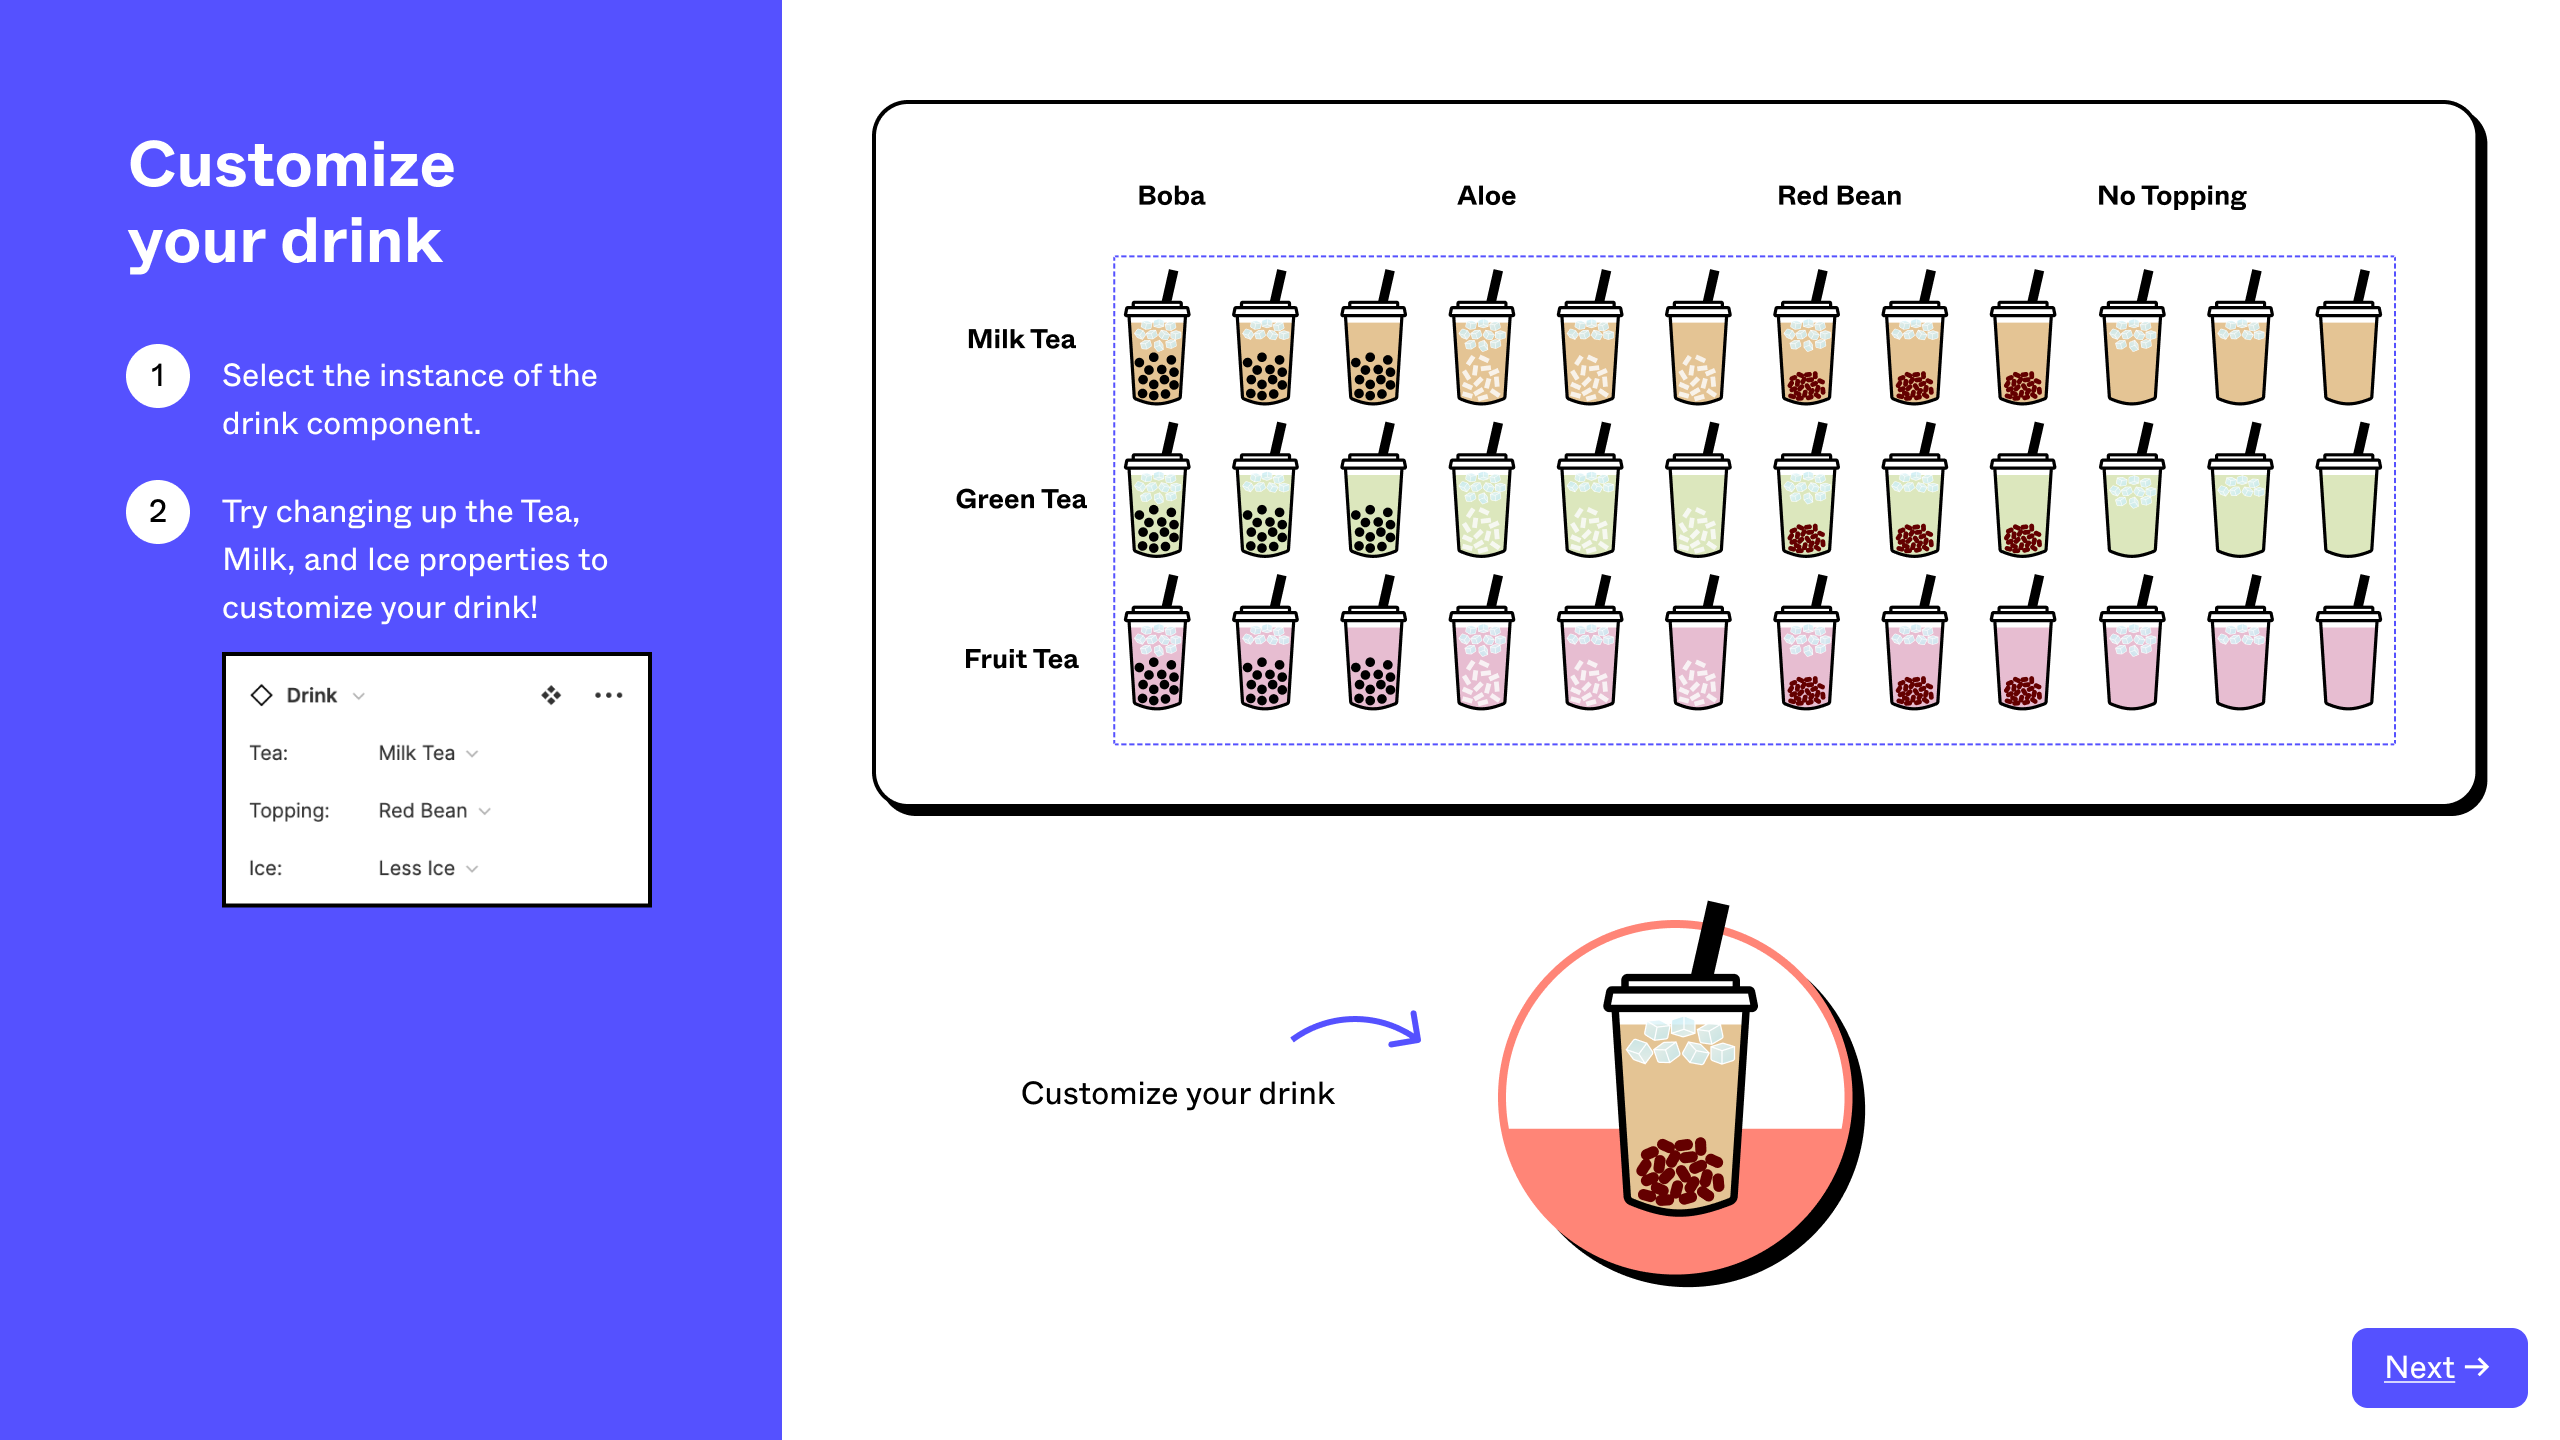 Customize
your drink
1
Select the instance of the
drink component.
2
Try changing up the Tea,
Milk, and Ice properties to
customize your drink!
Drink
Tea: Milk Tea
Topping: Red Bean
Ice: Less Ice
Boba Aloe Red Bean No Topping
Milk Tea
Green Tea
Fruit Tea
Customize your drink
Next →